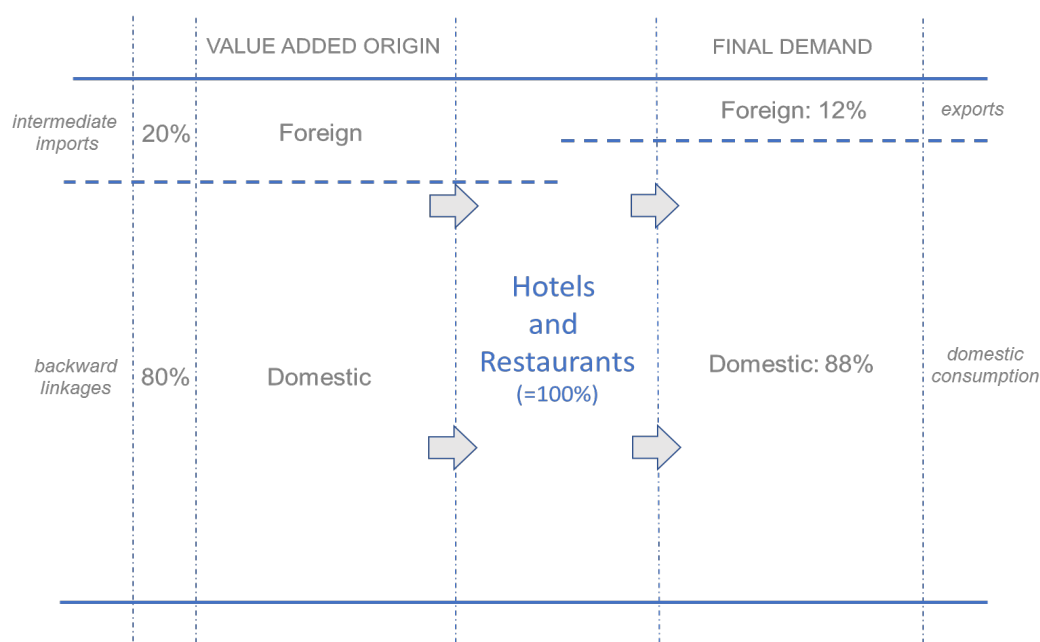 VALUE ADDED ORIGIN
FINAL DEMAND
intermediate
imports
20%
Foreign
Foreign: 12%
exports
Hotels
and
Restaurants
(=100%)
backward
linkages
80%
Domestic
Domestic: 88%
domestic
consumption